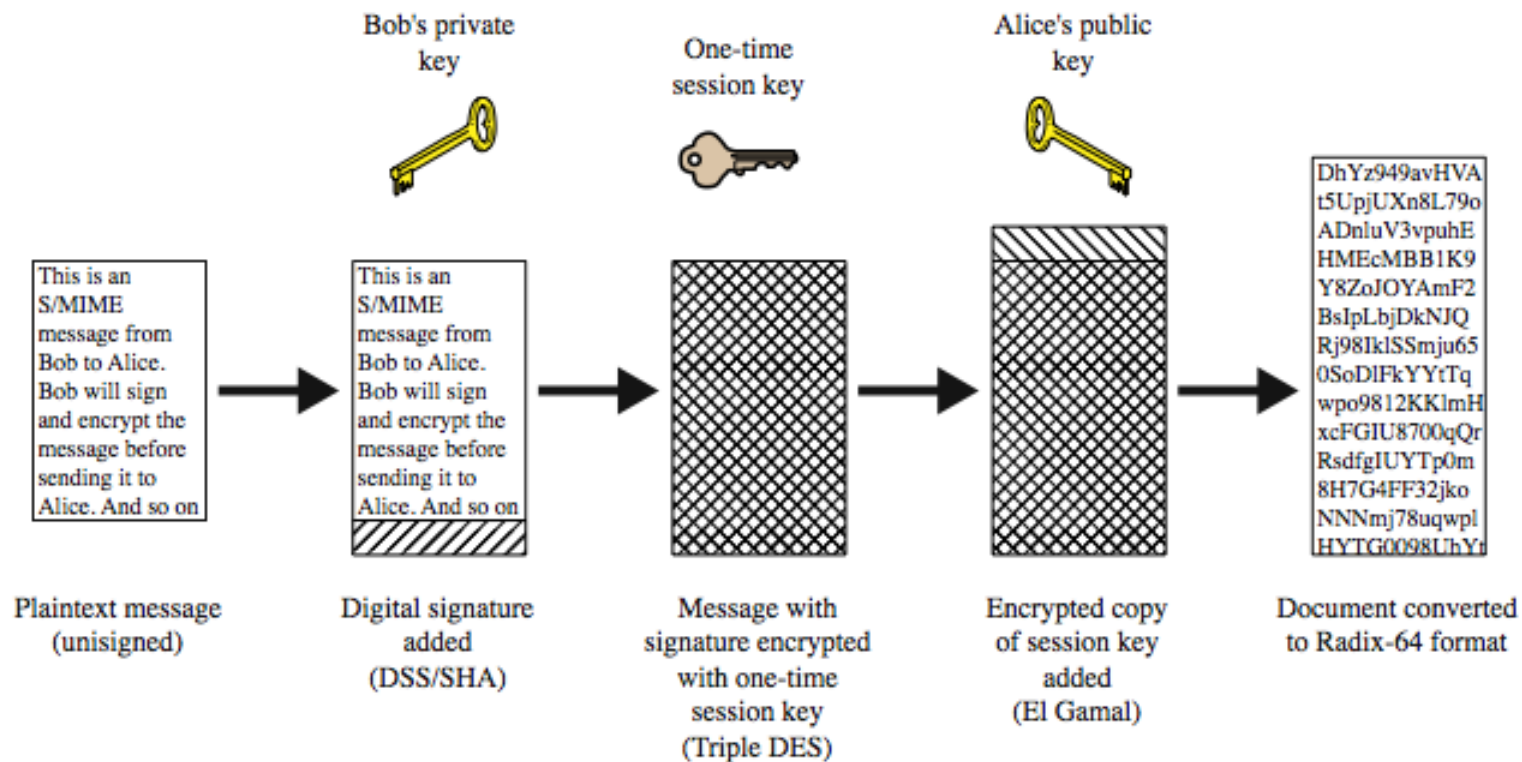 Bob's private
key
One-time
session key
Alice's public
key
This is an
S/MIME
message from
Bob to Alice.
Bob will sign
and encrypt the
message before
sending it to
Alice. And so on
This is an
S/MIME
message from
Bob to Alice.
Bob will sign
and encrypt the
message before
sending it to
Alice. And so on
DhYz949avHVA
t5UpjUXn8L79o
ADnluV3vpuhE
HMEcMBB1K9
Y8ZoJOYAmF2
BsIpLbjDkNJQ
Rj98IklSSmju65
0SoDIFkYYtTq
wpo9812KKlmH
xcFGIU8700qQr
RsdfgIUYTp0m
8H7G4FF32jko
NNNmj78uqwpl
HYTG0098UhYt
Plaintext message
(unisigned)
Digital signature
added
(DSS/SHA)
Message with
signature encrypted
with one-time
session key
(Triple DES)
Encrypted copy
of session key
added
(El Gamal)
Document converted
to Radix-64 format